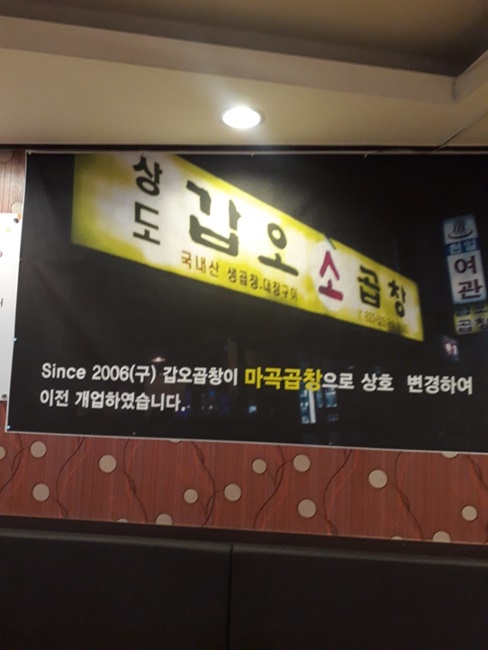 상도
갑오소곱창
국내산 생곱창.대창구이
여관
곱창
Since 2006(구) 갑오곱창이 마곡곱창으로 상호 변경하여
이전 개업하였습니다.